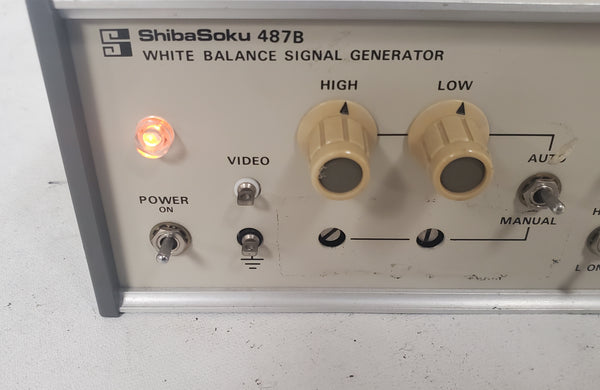 ShibaSoku 487B
WHITE BALANCE SIGNAL GENERATOR
HIGH
LOW
VIDEO
AUTO
POWER
ON
MANUAL